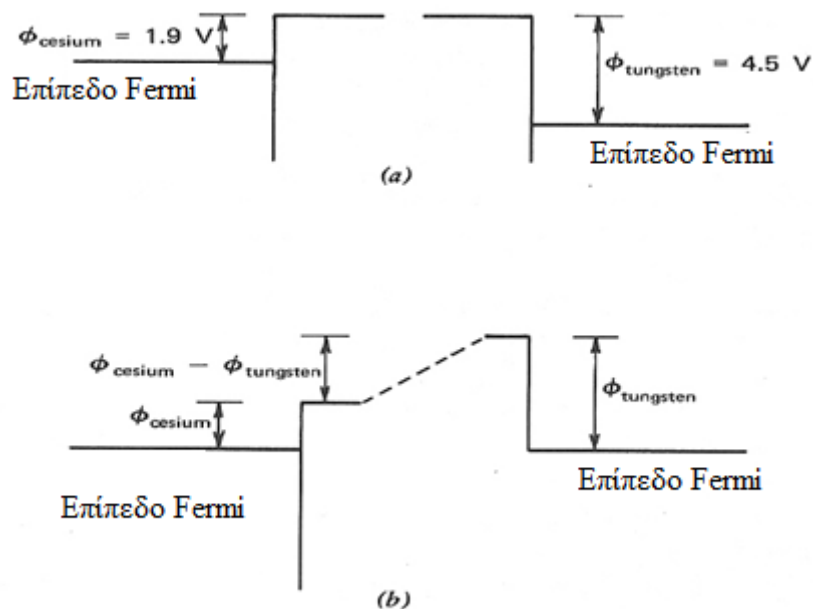 ϕcesium = 1.9 V
Επίπεδο Fermi
ϕtungsten = 4.5 V
Επίπεδο Fermi
(a)
ϕcesium − ϕtungsten
ϕcesium
ϕtungsten
Επίπεδο Fermi
Επίπεδο Fermi
(b)